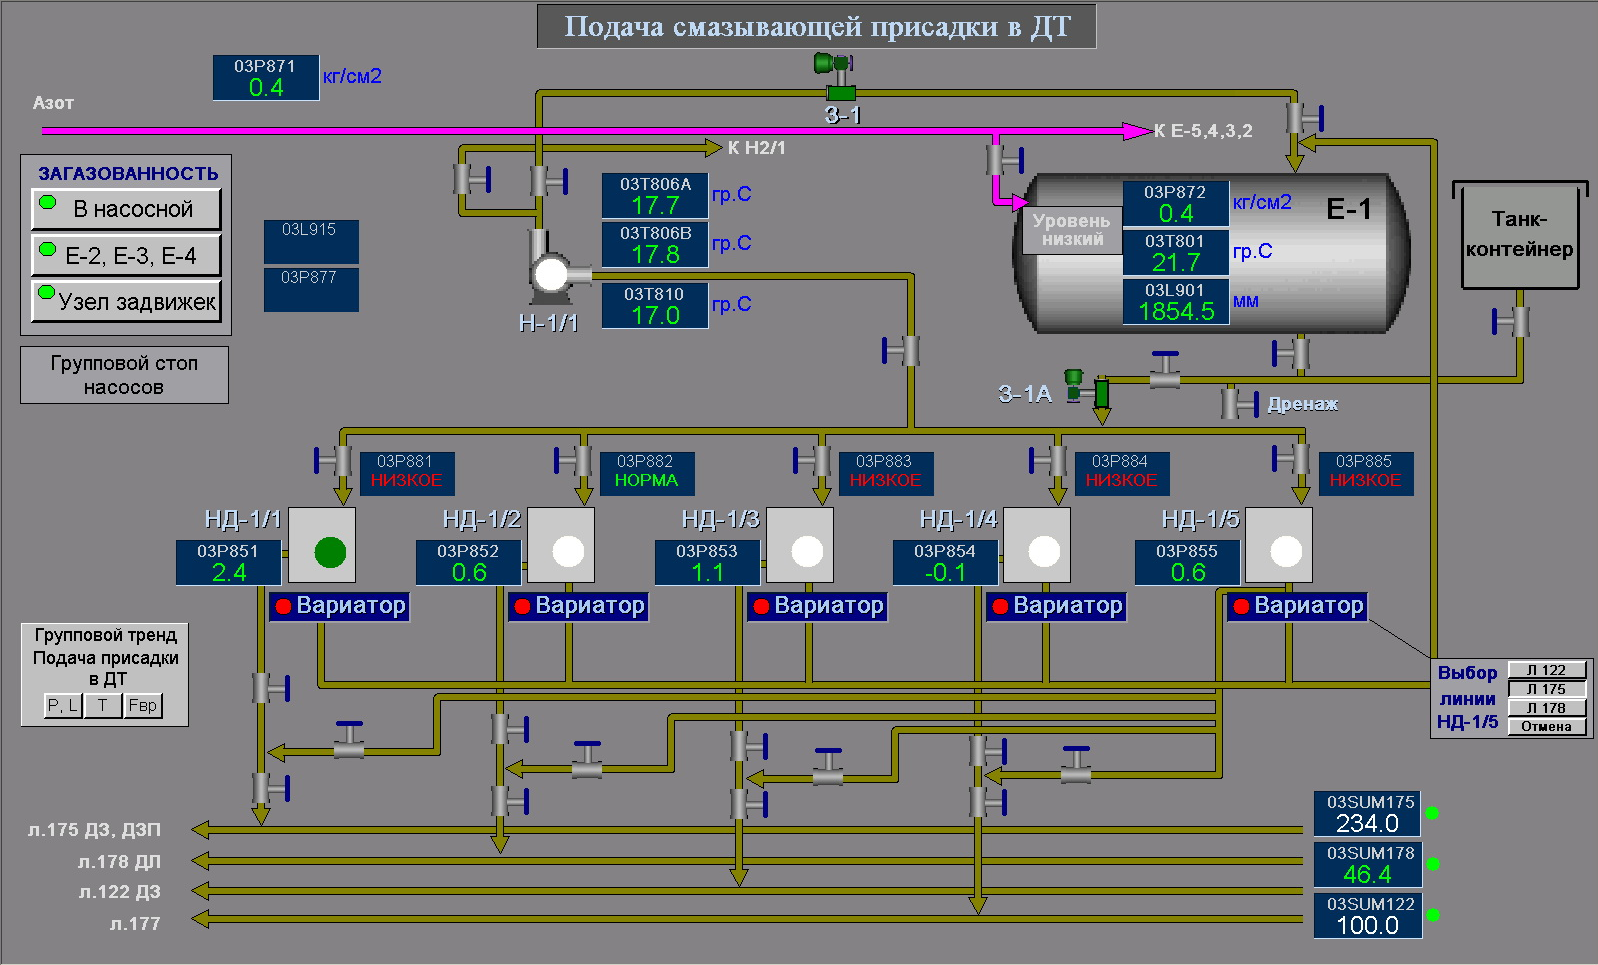 Подача смазывающей присадки в ДТ
03P871
0.4
кг/см2
Азот
З-1
К Е-5,4,3,2
К Н2/1
ЗАГАЗОВАННОСТЬ
В насосной
Е-2, Е-3, Е-4
Узел задвижек
03L915
03P877
03T806A
17.7
гр.С
03T806B
17.8
гр.С
03T810
17.0
гр.С
Н-1/1
Уровень
низкий
03P872
0.4
кг/см2
03T801
21.7
гр.С
03L901
1854.5
мм
Е-1
Танк-
контейнер
Групповой стоп
насосов
З-1А
Дренаж
03P881
НИЗКОЕ
03P882
НОРМА
03P883
НИЗКОЕ
03P884
НИЗКОЕ
03P885
НИЗКОЕ
НД-1/1
НД-1/2
НД-1/3
НД-1/4
НД-1/5
03P851
2.4
03P852
0.6
03P853
1.1
03P854
-0.1
03P855
0.6
Вариатор
Вариатор
Вариатор
Вариатор
Вариатор
Групповой тренд
Подача присадки
в ДТ
P, L
T
Fвр
Выбор
линии
НД-1/5
Л 122
Л 175
Л 178
Отмена
л.175 ДЗ, ДЗП
л.178 ДЛ
л.122 ДЗ
л.177
03SUM175
234.0
03SUM178
46.4
03SUM122
100.0